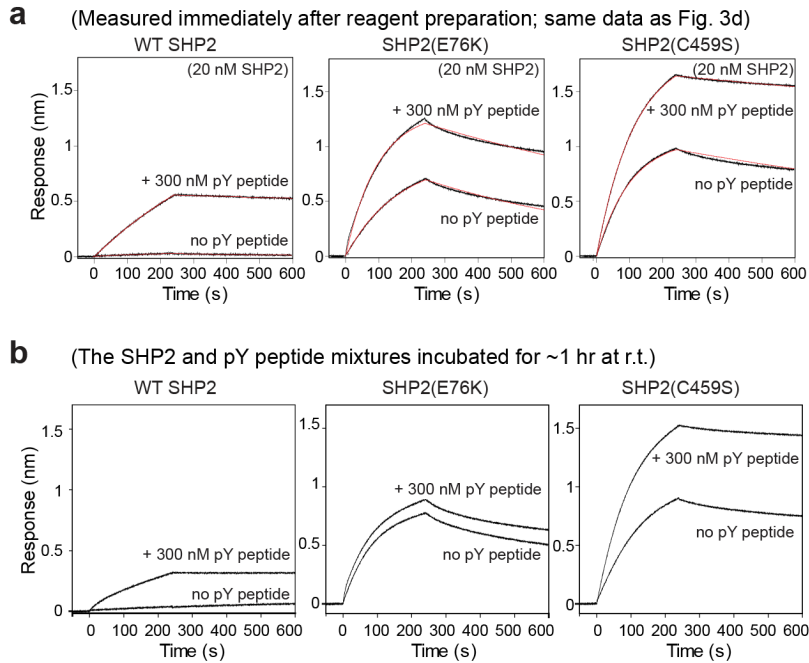 a (Measured immediately after reagent preparation; same data as Fig. 3d)
WT SHP2 SHP2(E76K) SHP2(C459S)
(20 nM SHP2) (20 nM SHP2) (20 nM SHP2)
Response (nm)
1.5 1.5 1.5
+ 300 nM pY peptide + 300 nM pY peptide
1 1 1
+ 300 nM pY peptide no pY peptide
0.5 0.5 0.5
no pY peptide no pY peptide
0 0 0
0 100 200 300 400 500 600 0 100 200 300 400 500 600 0 100 200 300 400 500 600
Time (s) Time (s) Time (s)
b (The SHP2 and pY peptide mixtures incubated for ~1 hr at r.t.)
WT SHP2 SHP2(E76K) SHP2(C459S)
Response (nm)
1.5 1.5 1.5
+ 300 nM pY peptide + 300 nM pY peptide
1 1 1
+ 300 nM pY peptide no pY peptide no pY peptide
0.5 0.5 0.5
no pY peptide
0 0 0
0 100 200 300 400 500 600 0 100 200 300 400 500 600 0 100 200 300 400 500 600
Time (s) Time (s) Time (s)